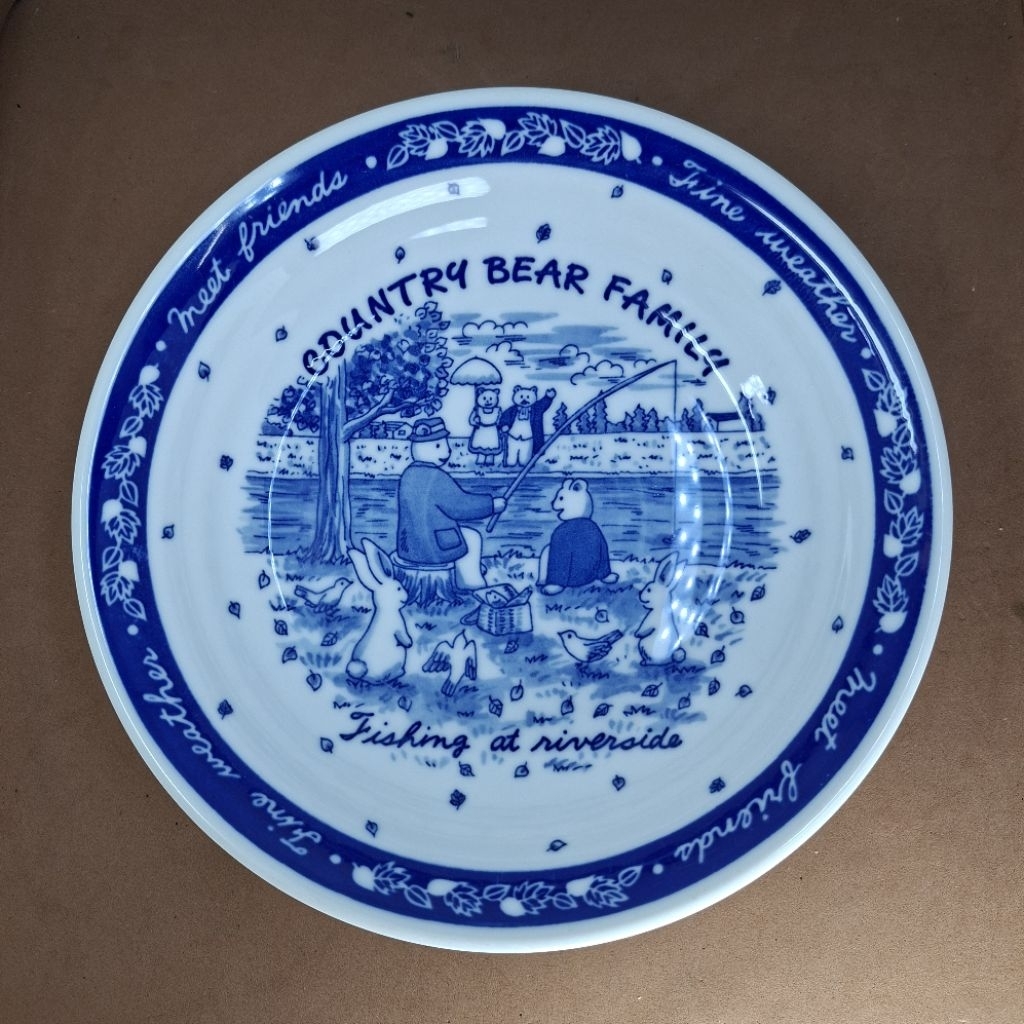 COUNTRY BEAR FAMILY
Fishing at riverside
Meet friends
Fine weather
Meet friends
Fine weather